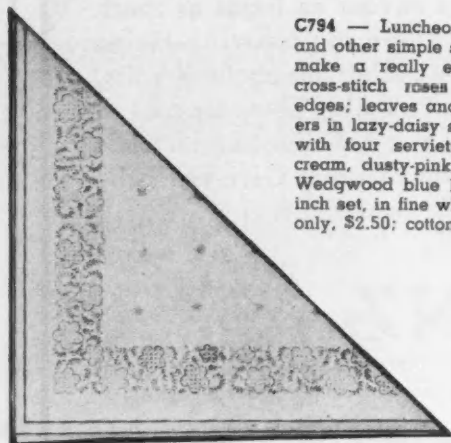 C794 — Luncheo
and other simple s
make a really e
cross-stitch roses
edges; leaves and
ers in lazy-daisy s
with four serviet
cream, dusty-pink
Wedgwood blue
inch set, in fine w
only, $2.50; cotton